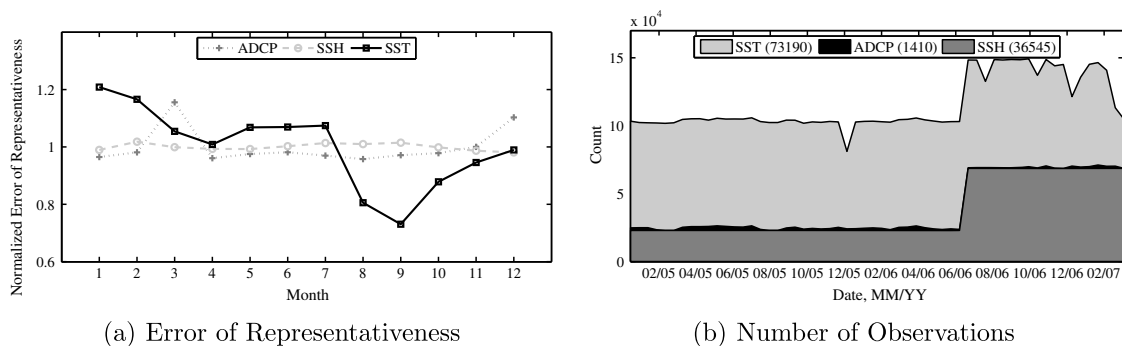 ADCP SSH SST
Normalized Error of Representativeness
1.2
1
0.8
0.6
1 2 3 4 5 6 7 8 9 10 11 12
Month
(a) Error of Representativeness
x 10^4
SST (73190) ADCP (1410) SSH (36545)
Count
15
10
5
0
02/05 04/05 06/05 08/05 10/05 12/05 02/06 04/06 06/06 08/06 10/06 12/06 02/07
Date, MM/YY
(b) Number of Observations